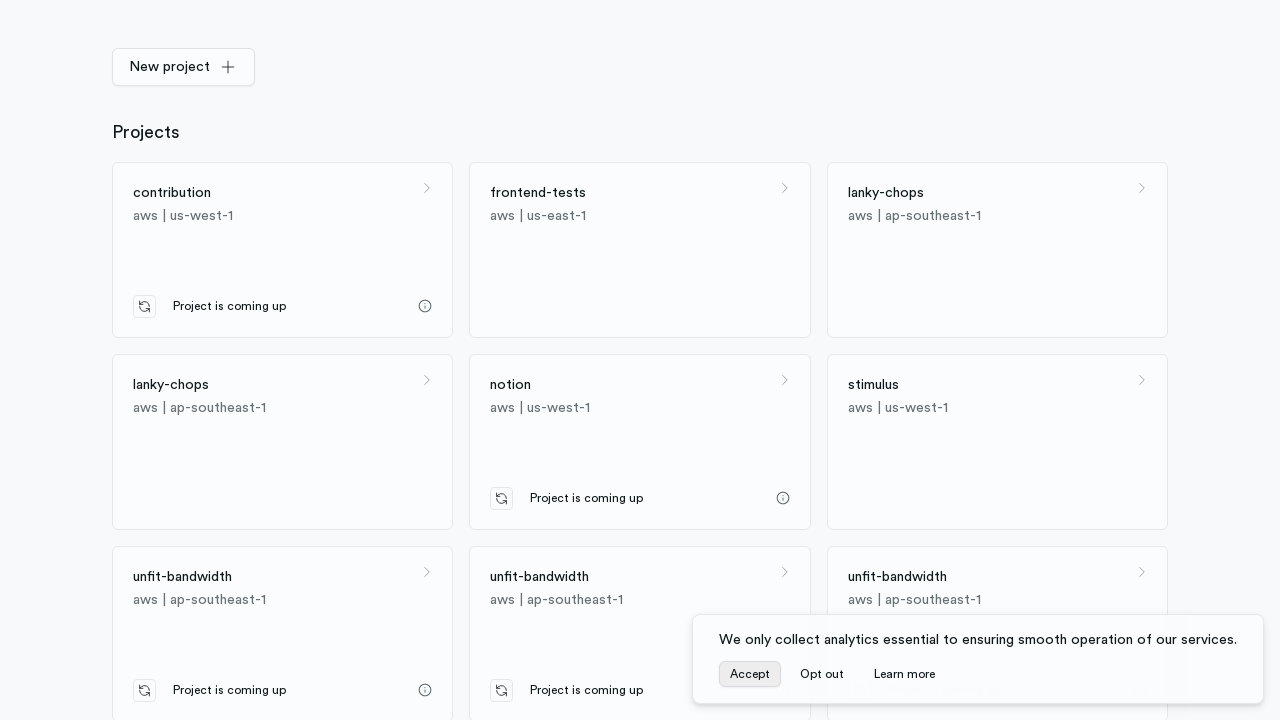 New project
Projects
contribution
aws | us-west-1
Project is coming up
frontend-tests
aws | us-east-1
lanky-chops
aws | ap-southeast-1
lanky-chops
aws | ap-southeast-1
notion
aws | us-west-1
Project is coming up
stimulus
aws | us-west-1
unfit-bandwidth
aws | ap-southeast-1
Project is coming up
unfit-bandwidth
aws | ap-southeast-1
Project is coming up
unfit-bandwidth
aws | ap-southeast-1
We only collect analytics essential to ensuring smooth operation of our services.
Accept Opt out Learn more